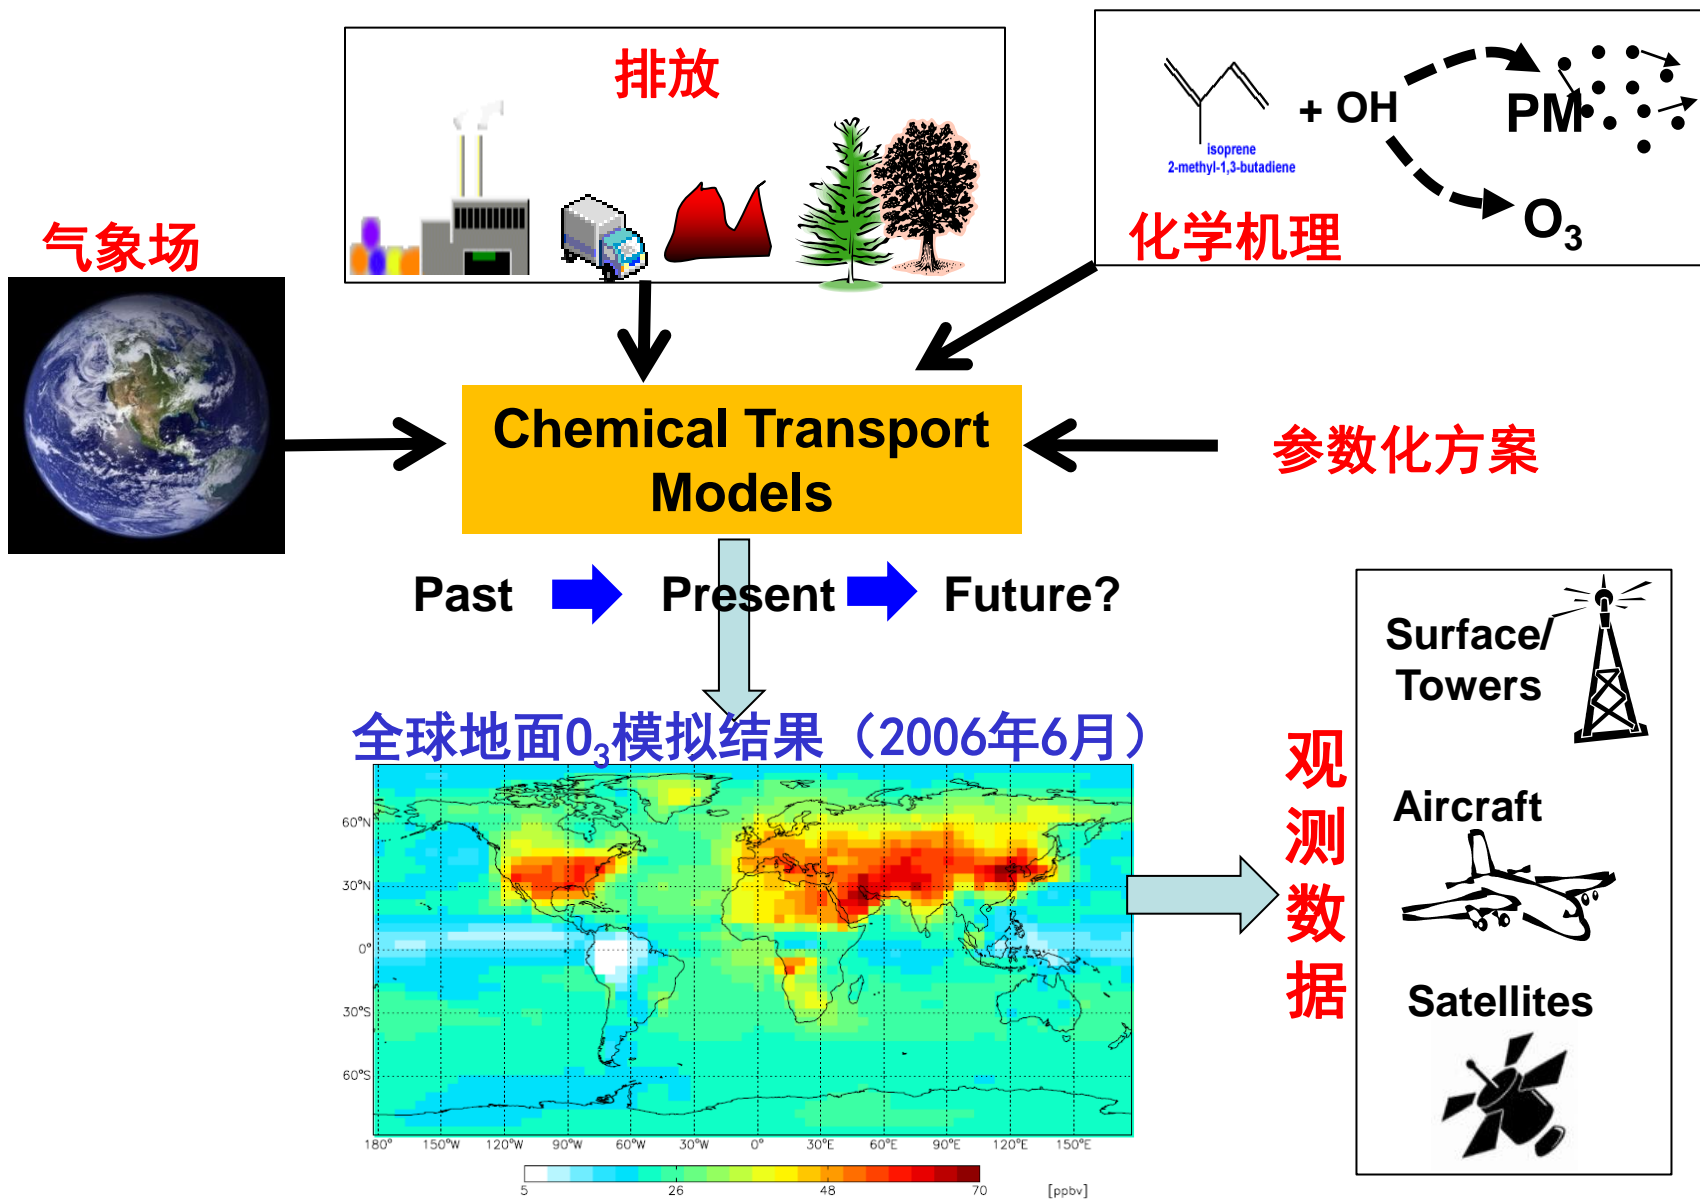 排放
isoprene
2-methyl-1,3-butadiene
+ OH
PM
O3
化学机理
气象场
Chemical Transport
Models
参数化方案
Past
Present
Future?
全球地面O3模拟结果（2006年6月）
60°N
30°N
0°
30°S
60°S
180°
150°W
120°W
90°W
60°W
30°W
0°
30°E
60°E
90°E
120°E
150°E
5
26
48
70
[ppbv]
观测数据
Surface/
Towers
Aircraft
Satellites